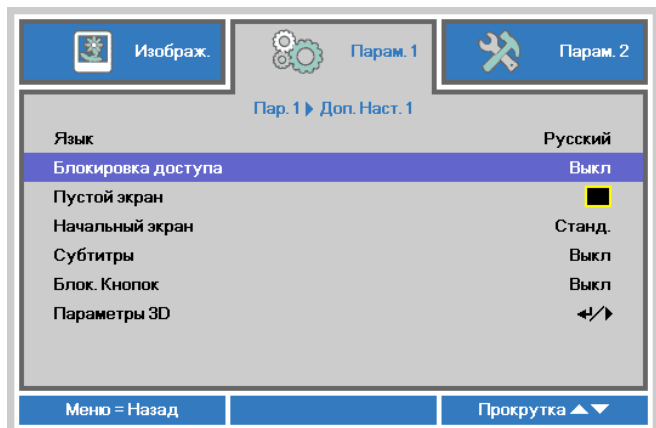 Изображ. Парам. 1 Парам. 2
Пар. 1 Доп. Наст. 1
Язык Русский
Блокировка доступа Выкл
Пустой экран
Начальный экран Станд.
Субтитры Выкл
Блок. Кнопок Выкл
Параметры 3D
Меню = Назад Прокрутка